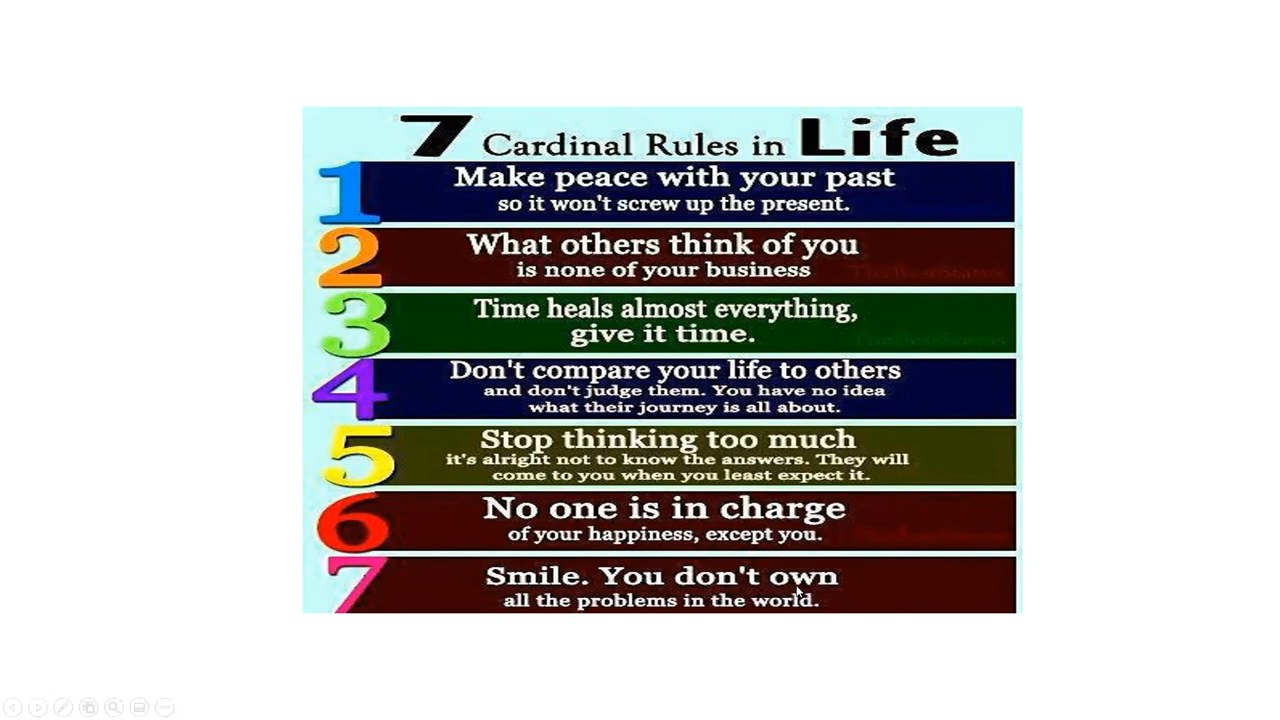 7 Cardinal Rules in Life
1 Make peace with your past
so it won't screw up the present.
2 What others think of you
is none of your business
3 Time heals almost everything,
give it time.
4 Don't compare your life to others
and don't judge them. You have no idea
what their journey is all about.
5 Stop thinking too much
it's alright not to know the answers. They will
come to you when you least expect it.
6 No one is in charge
of your happiness, except you.
7 Smile. You don't own
all the problems in the world.